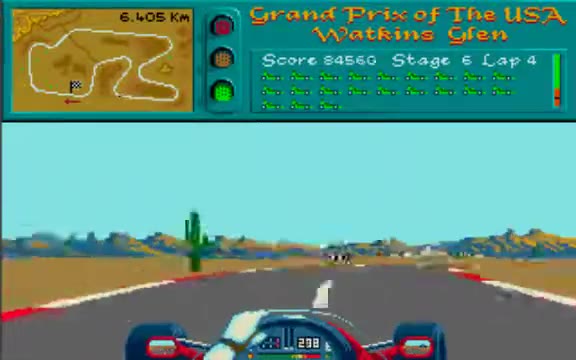 6.405 Km
Grand Prix of The USA
Watkins Glen
Score 84560 Stage 6 Lap 4
298